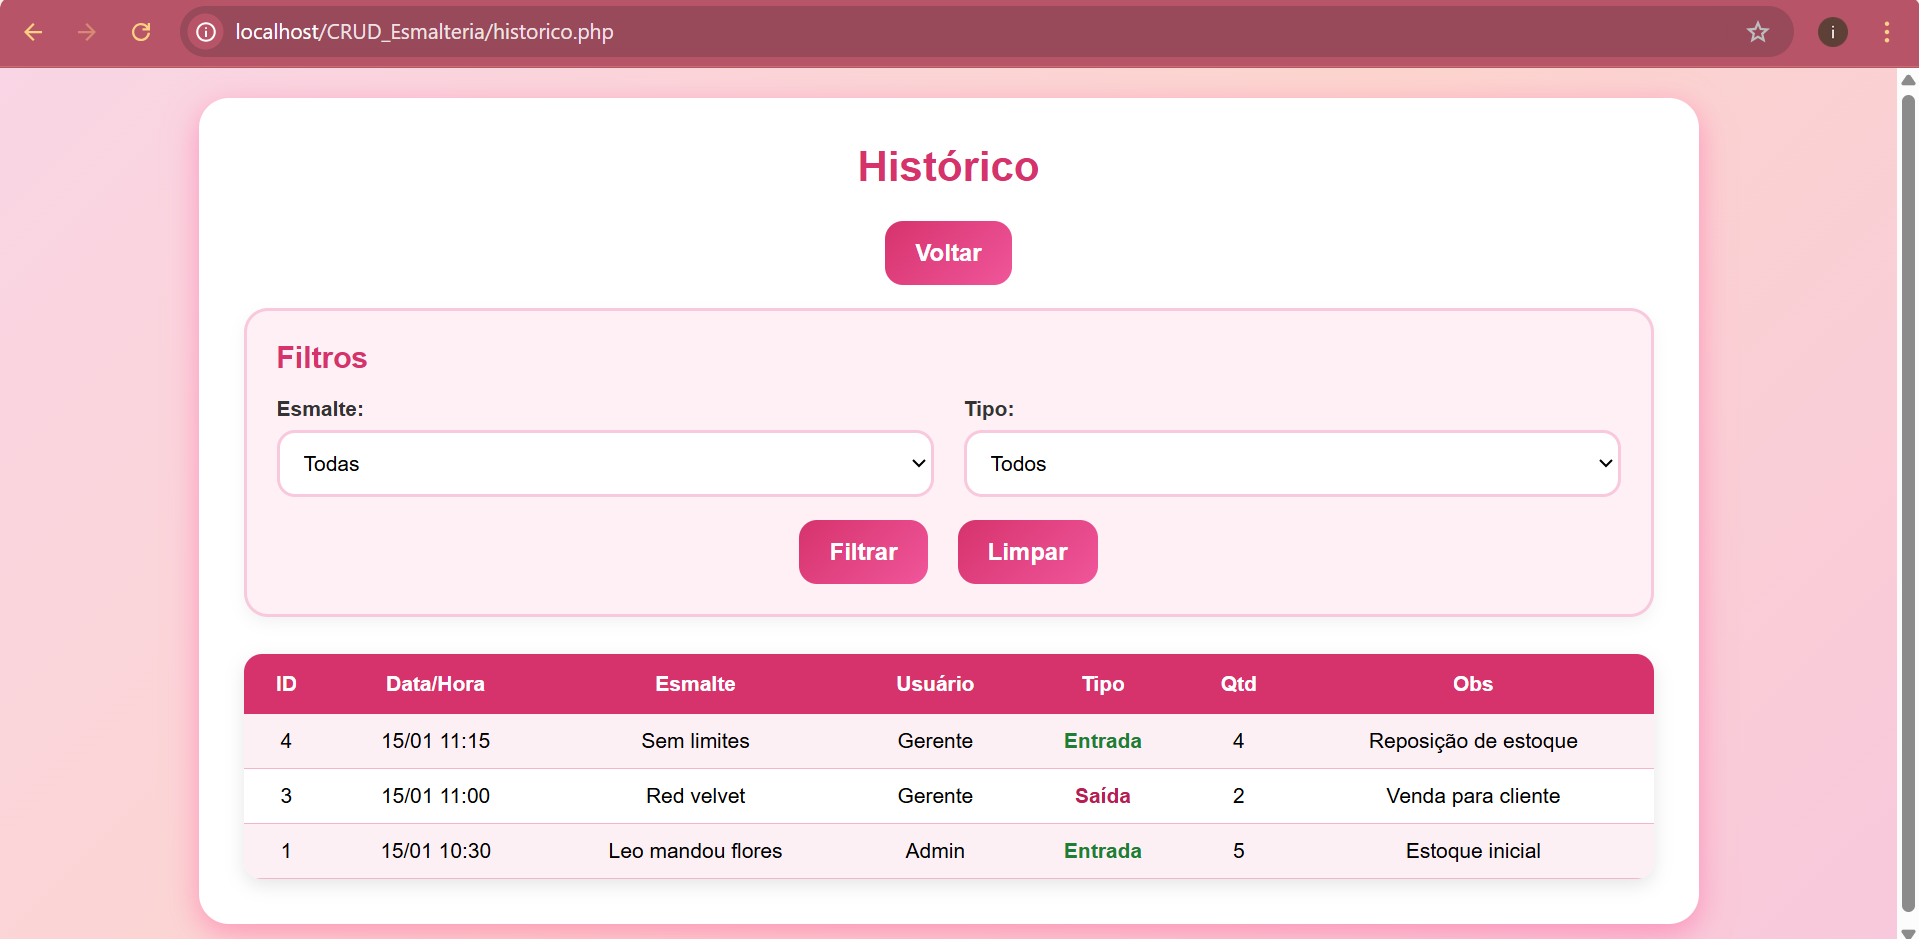 localhost/CRUD_Esmalteria/historico.php
i
Histórico
Voltar
Filtros
Esmalte: Tipo:
Todas Todos
Filtrar Limpar
ID Data/Hora Esmalte Usuário Tipo Qtd Obs
4 15/01 11:15 Sem limites Gerente Entrada 4 Reposição de estoque
3 15/01 11:00 Red velvet Gerente Saída 2 Venda para cliente
1 15/01 10:30 Leo mandou flores Admin Entrada 5 Estoque inicial